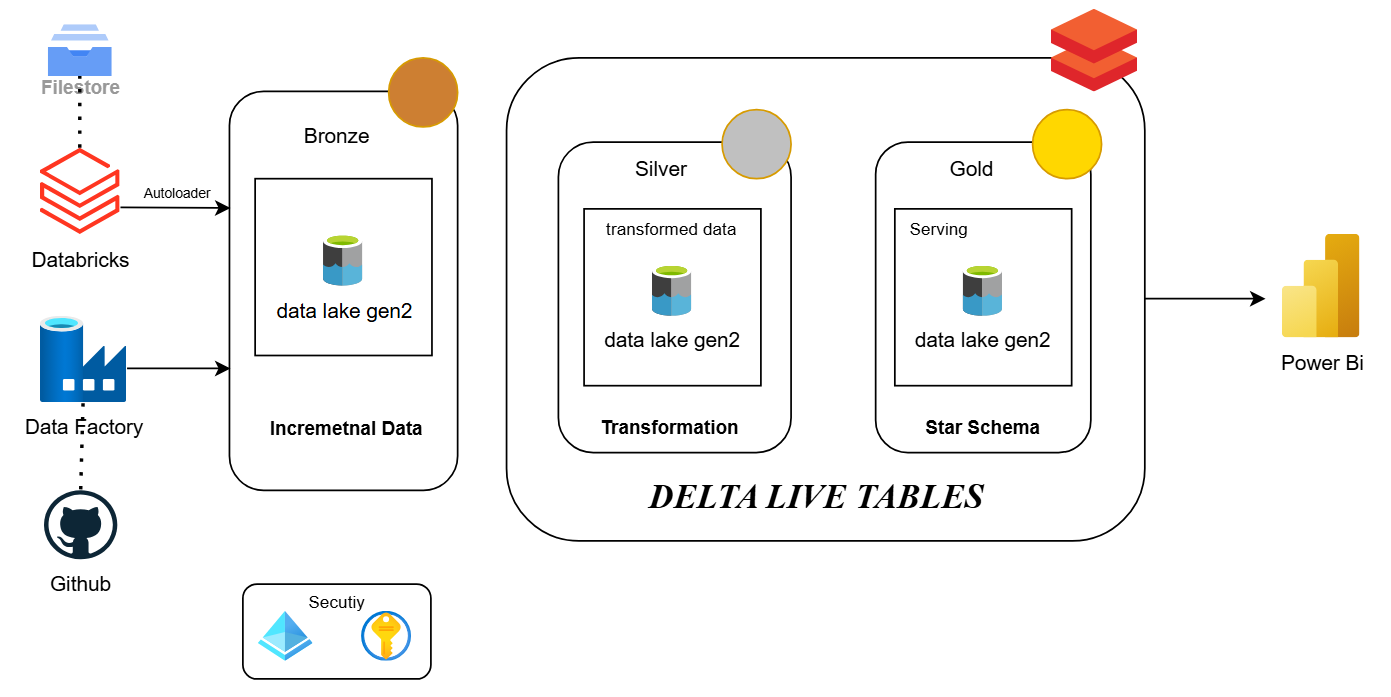 Filestore
Databricks
Autoloader
Data Factory
Github
Bronze
data lake gen2
Incremetnal Data
Silver
transformed data
data lake gen2
Transformation
Gold
Serving
data lake gen2
Star Schema
DELTA LIVE TABLES
Power Bi
Secutiy